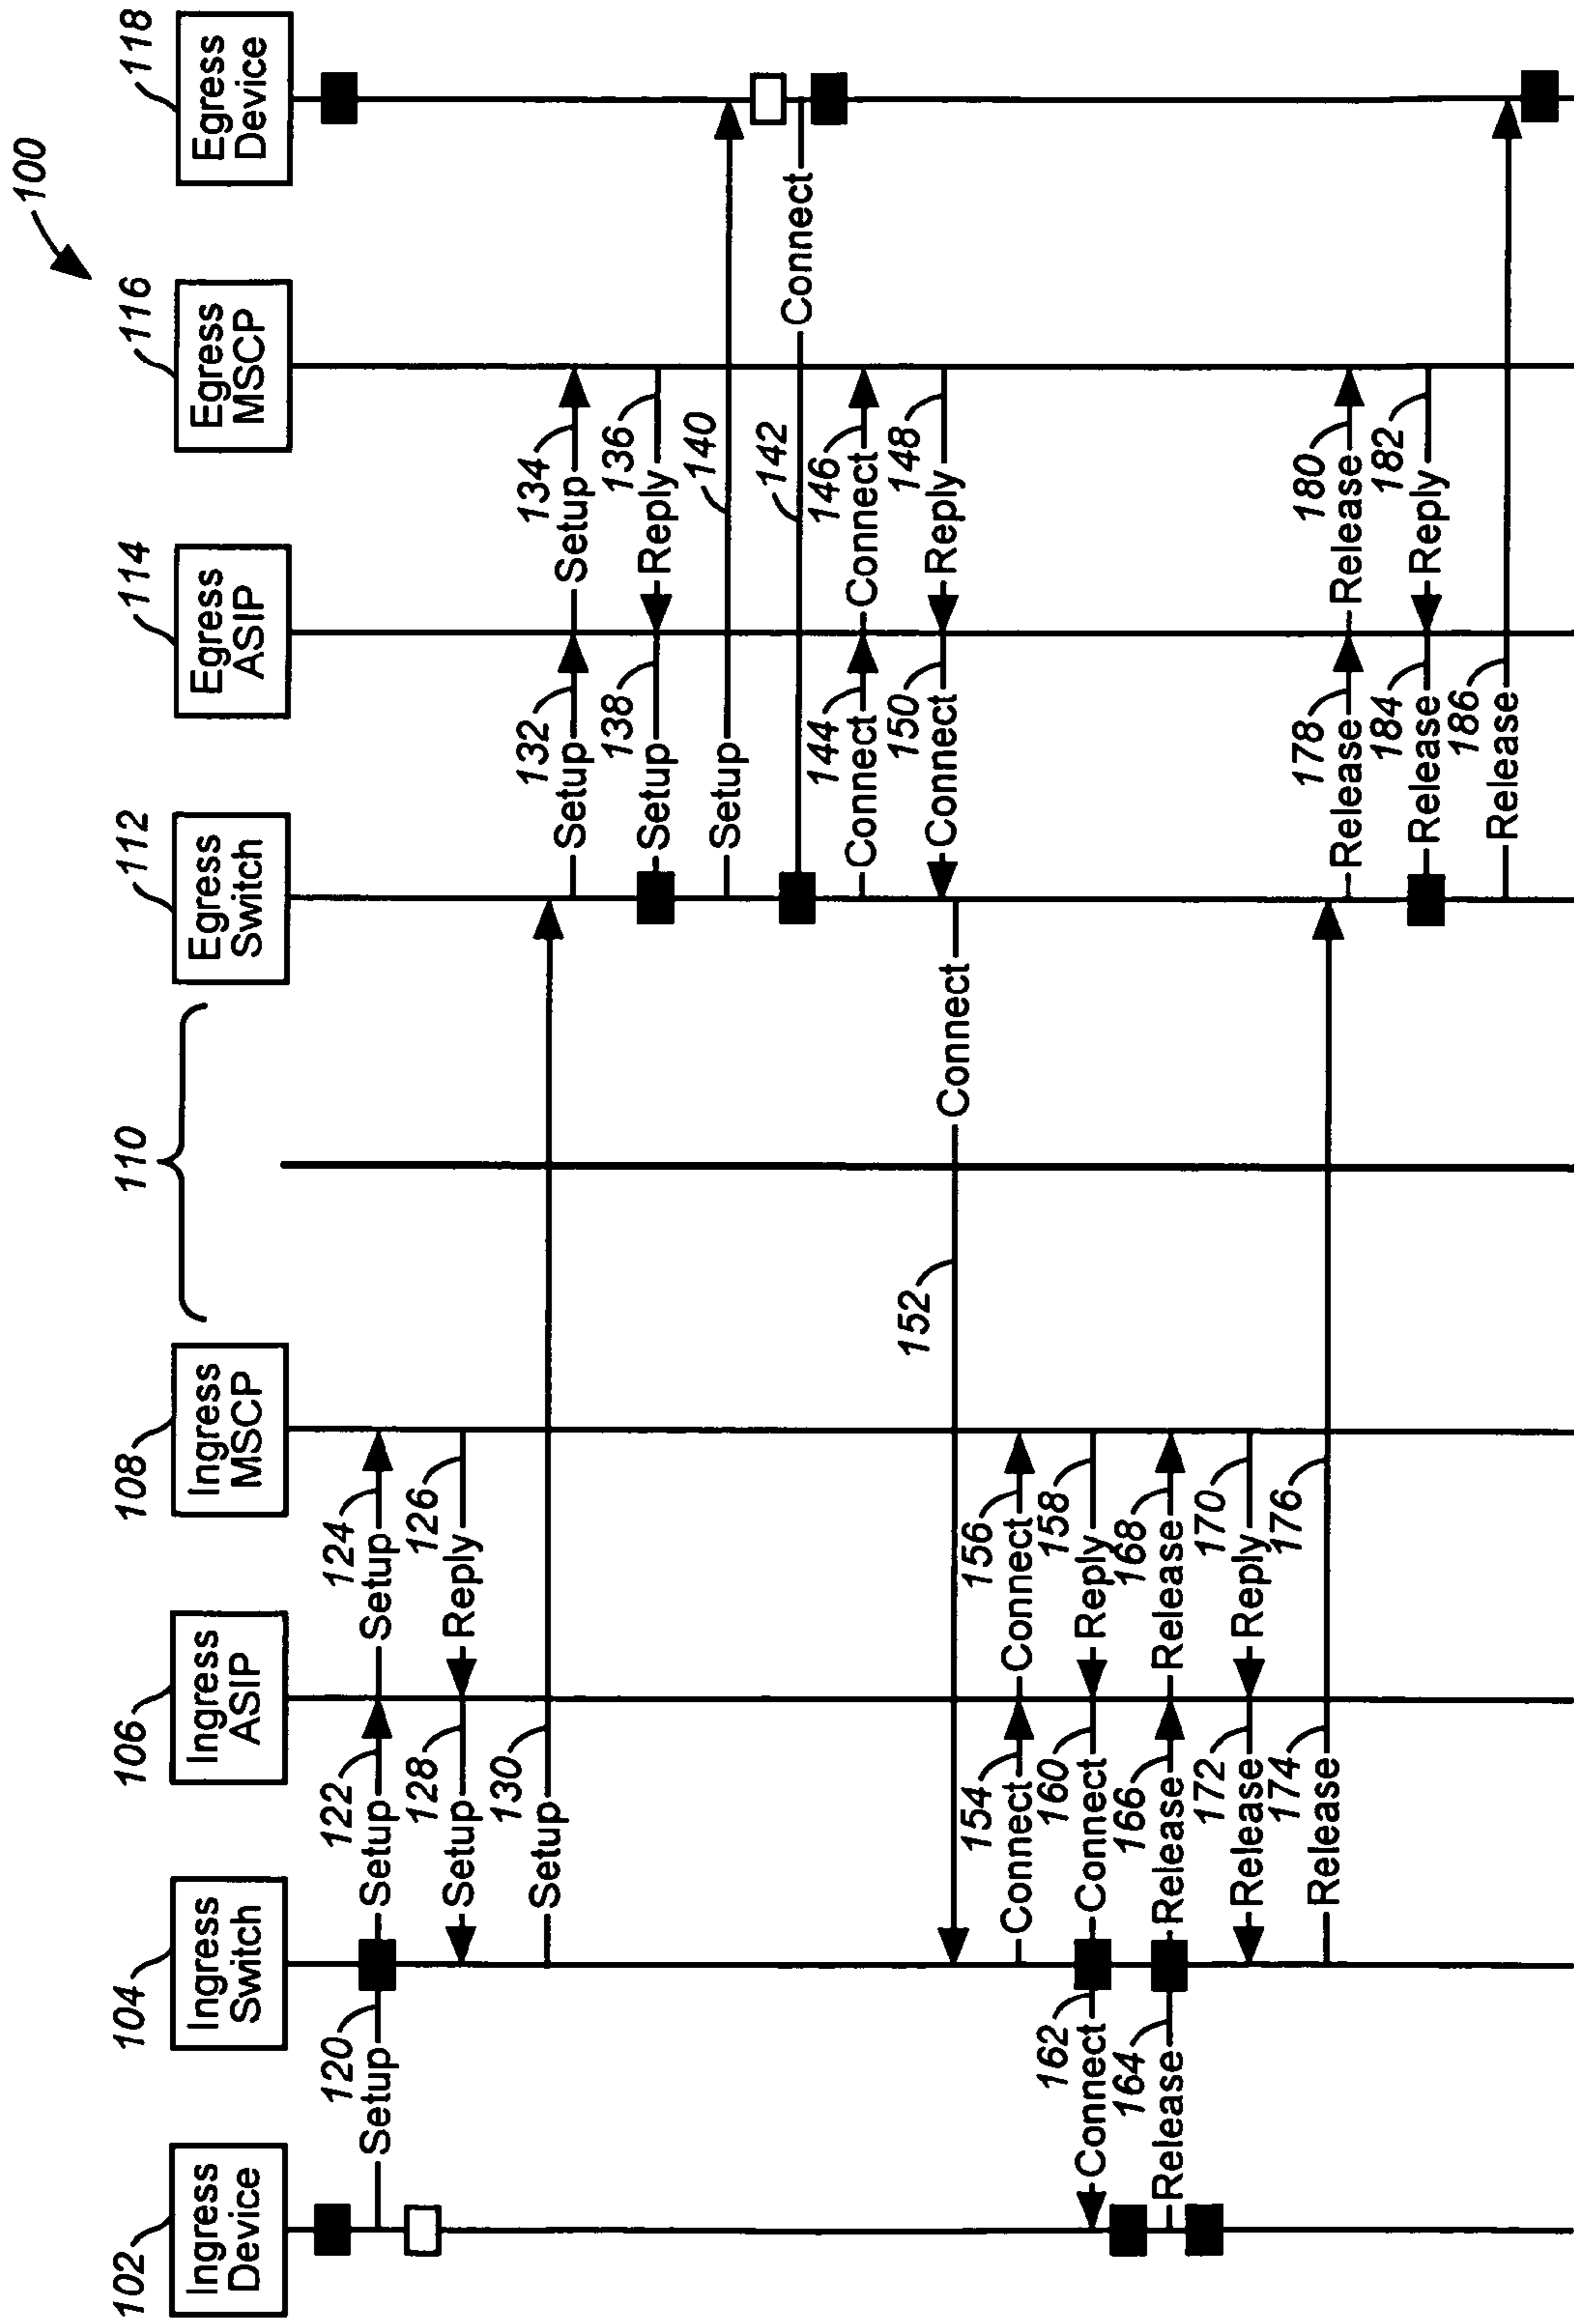 100
102
Ingress
Device
104
Ingress
Switch
106
Ingress
ASIP
108
Ingress
MSCP
110
112
Egress
Switch
114
Egress
ASIP
116
Egress
MSCP
118
Egress
Device
120
Setup
122
Setup
124
Setup
126
Reply
128
Setup
130
Setup
132
Setup
134
Setup
136
Reply
138
Setup
140
Setup
142
Connect
144
Connect
146
Connect
148
Reply
150
Connect
152
Connect
154
Connect
156
Connect
158
Reply
160
Connect
162
Connect
164
Release
166
Release
168
Release
170
Reply
172
Release
174
Release
176
178
Release
180
Release
182
Reply
184
Release
186
Release